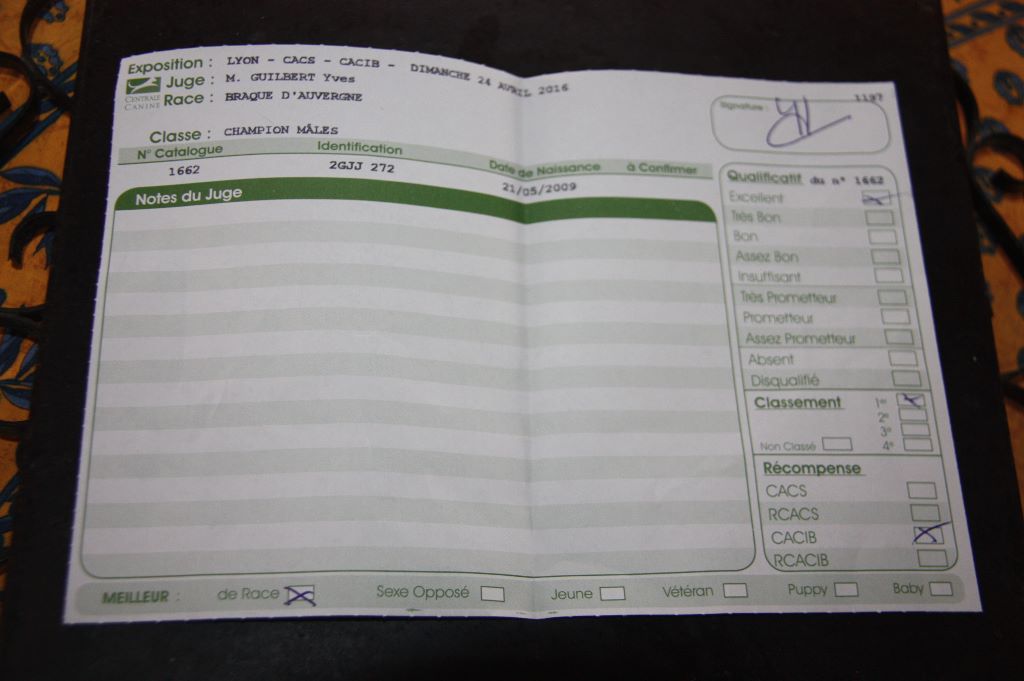 Exposition : LYON - CACS - CACIB - DIMANCHE 24 AVRIL 2016
CENTRALE CANINE
Juge : M. GUILBERT Yves
Race : BRAQUE D'AUVERGNE
Signature
1197
Classe : CHAMPION MÂLES
N° Catalogue Identification Date de Naissance à Confirmer
1662 2GJJ 272 21/05/2009
Notes du Juge
Qualificatif du n° 1662
Excellent
Très Bon
Bon
Assez Bon
Insuffisant
Très Prometteur
Prometteur
Assez Prometteur
Absent
Disqualifié
Classement 1er
2e
3e
Non Classé 4e
Récompense
CACS
RCACS
CACIB
RCACIB
MEILLEUR : de Race Sexe Opposé Jeune Vétéran Puppy Baby